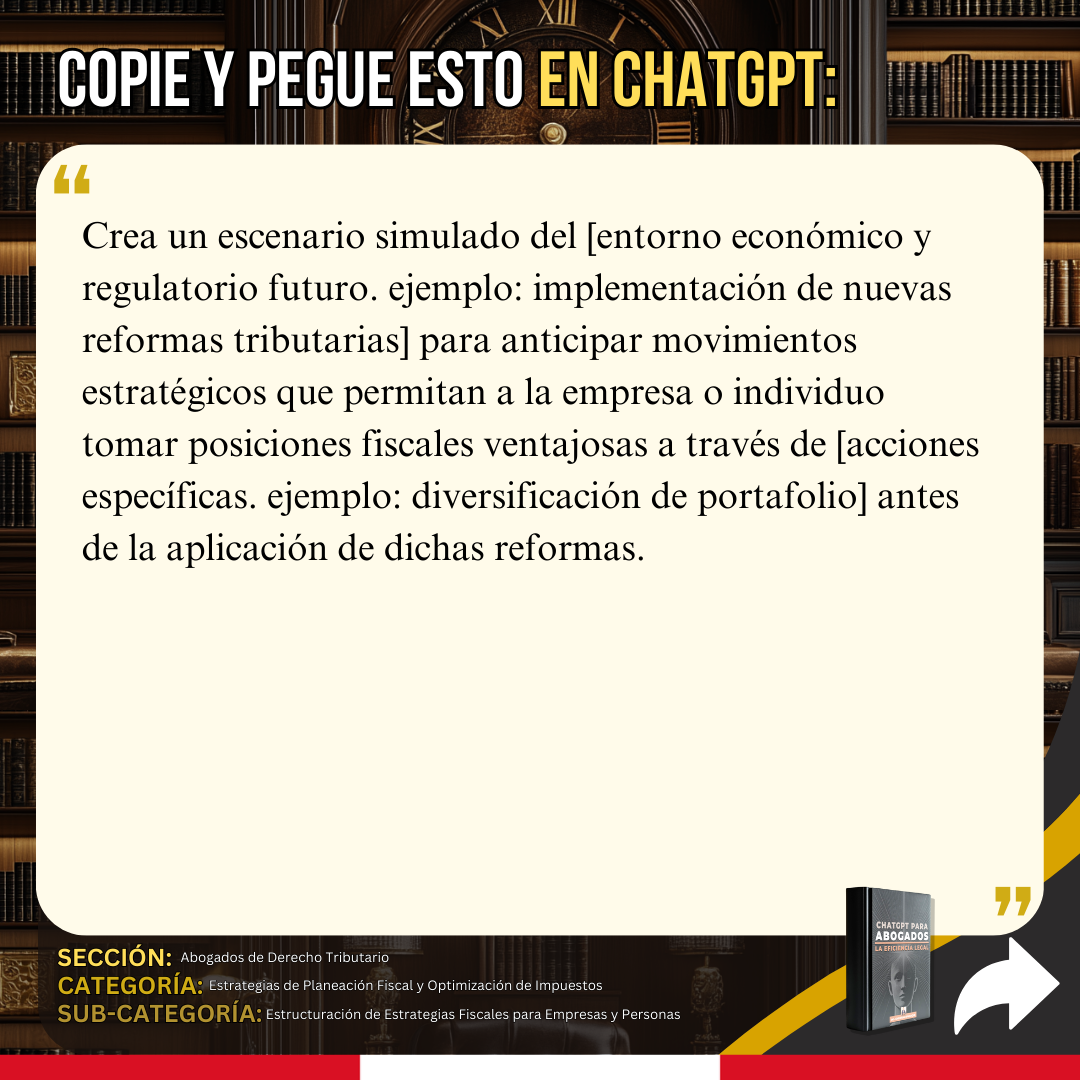 COPIE Y PEGUE ESTO EN CHATGPT:
“
Crea un escenario simulado del [entorno económico y
regulatorio futuro. ejemplo: implementación de nuevas
reformas tributarias] para anticipar movimientos
estratégicos que permitan a la empresa o individuo
tomar posiciones fiscales ventajosas a través de [acciones
específicas. ejemplo: diversificación de portafolio] antes
de la aplicación de dichas reformas.
”
CHATGPT PARA
ABOGADOS
LA EFICIENCIA LEGAL
SECCIÓN: Abogados de Derecho Tributario
CATEGORÍA: Estrategias de Planeación Fiscal y Optimización de Impuestos
SUB-CATEGORÍA: Estructuración de Estrategias Fiscales para Empresas y Personas